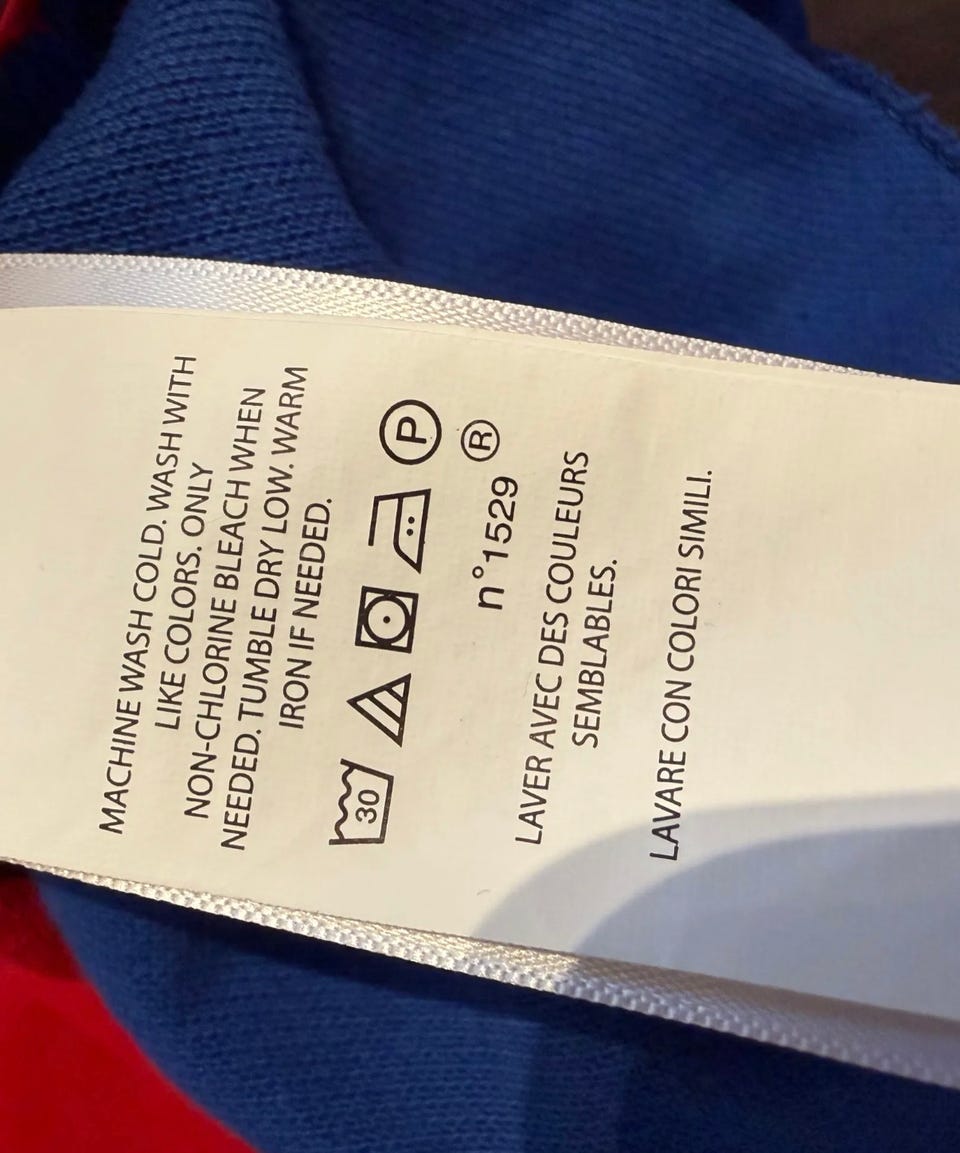 MACHINE WASH COLD. WASH WITH
LIKE COLORS. ONLY
NON-CHLORINE BLEACH WHEN
NEEDED. TUMBLE DRY LOW. WARM
IRON IF NEEDED.
30 P
n°1529 ®
LAVER AVEC DES COULEURS
SEMBLABLES.
LAVARE CON COLORI SIMILI.